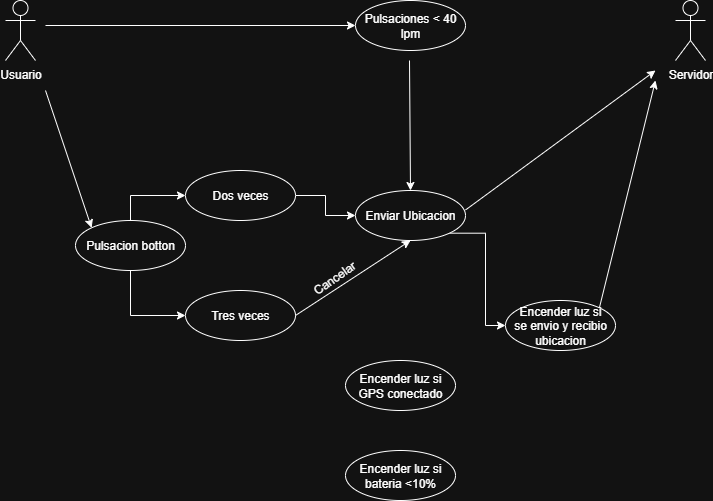 Pulsaciones < 40
lpm
Usuario
Servidor
Dos veces
Enviar Ubicacion
Pulsacion botton
Cancelar
Tres veces
Encender luz si
se envio y recibio
ubicacion
Encender luz si
GPS conectado
Encender luz si
bateria <10%